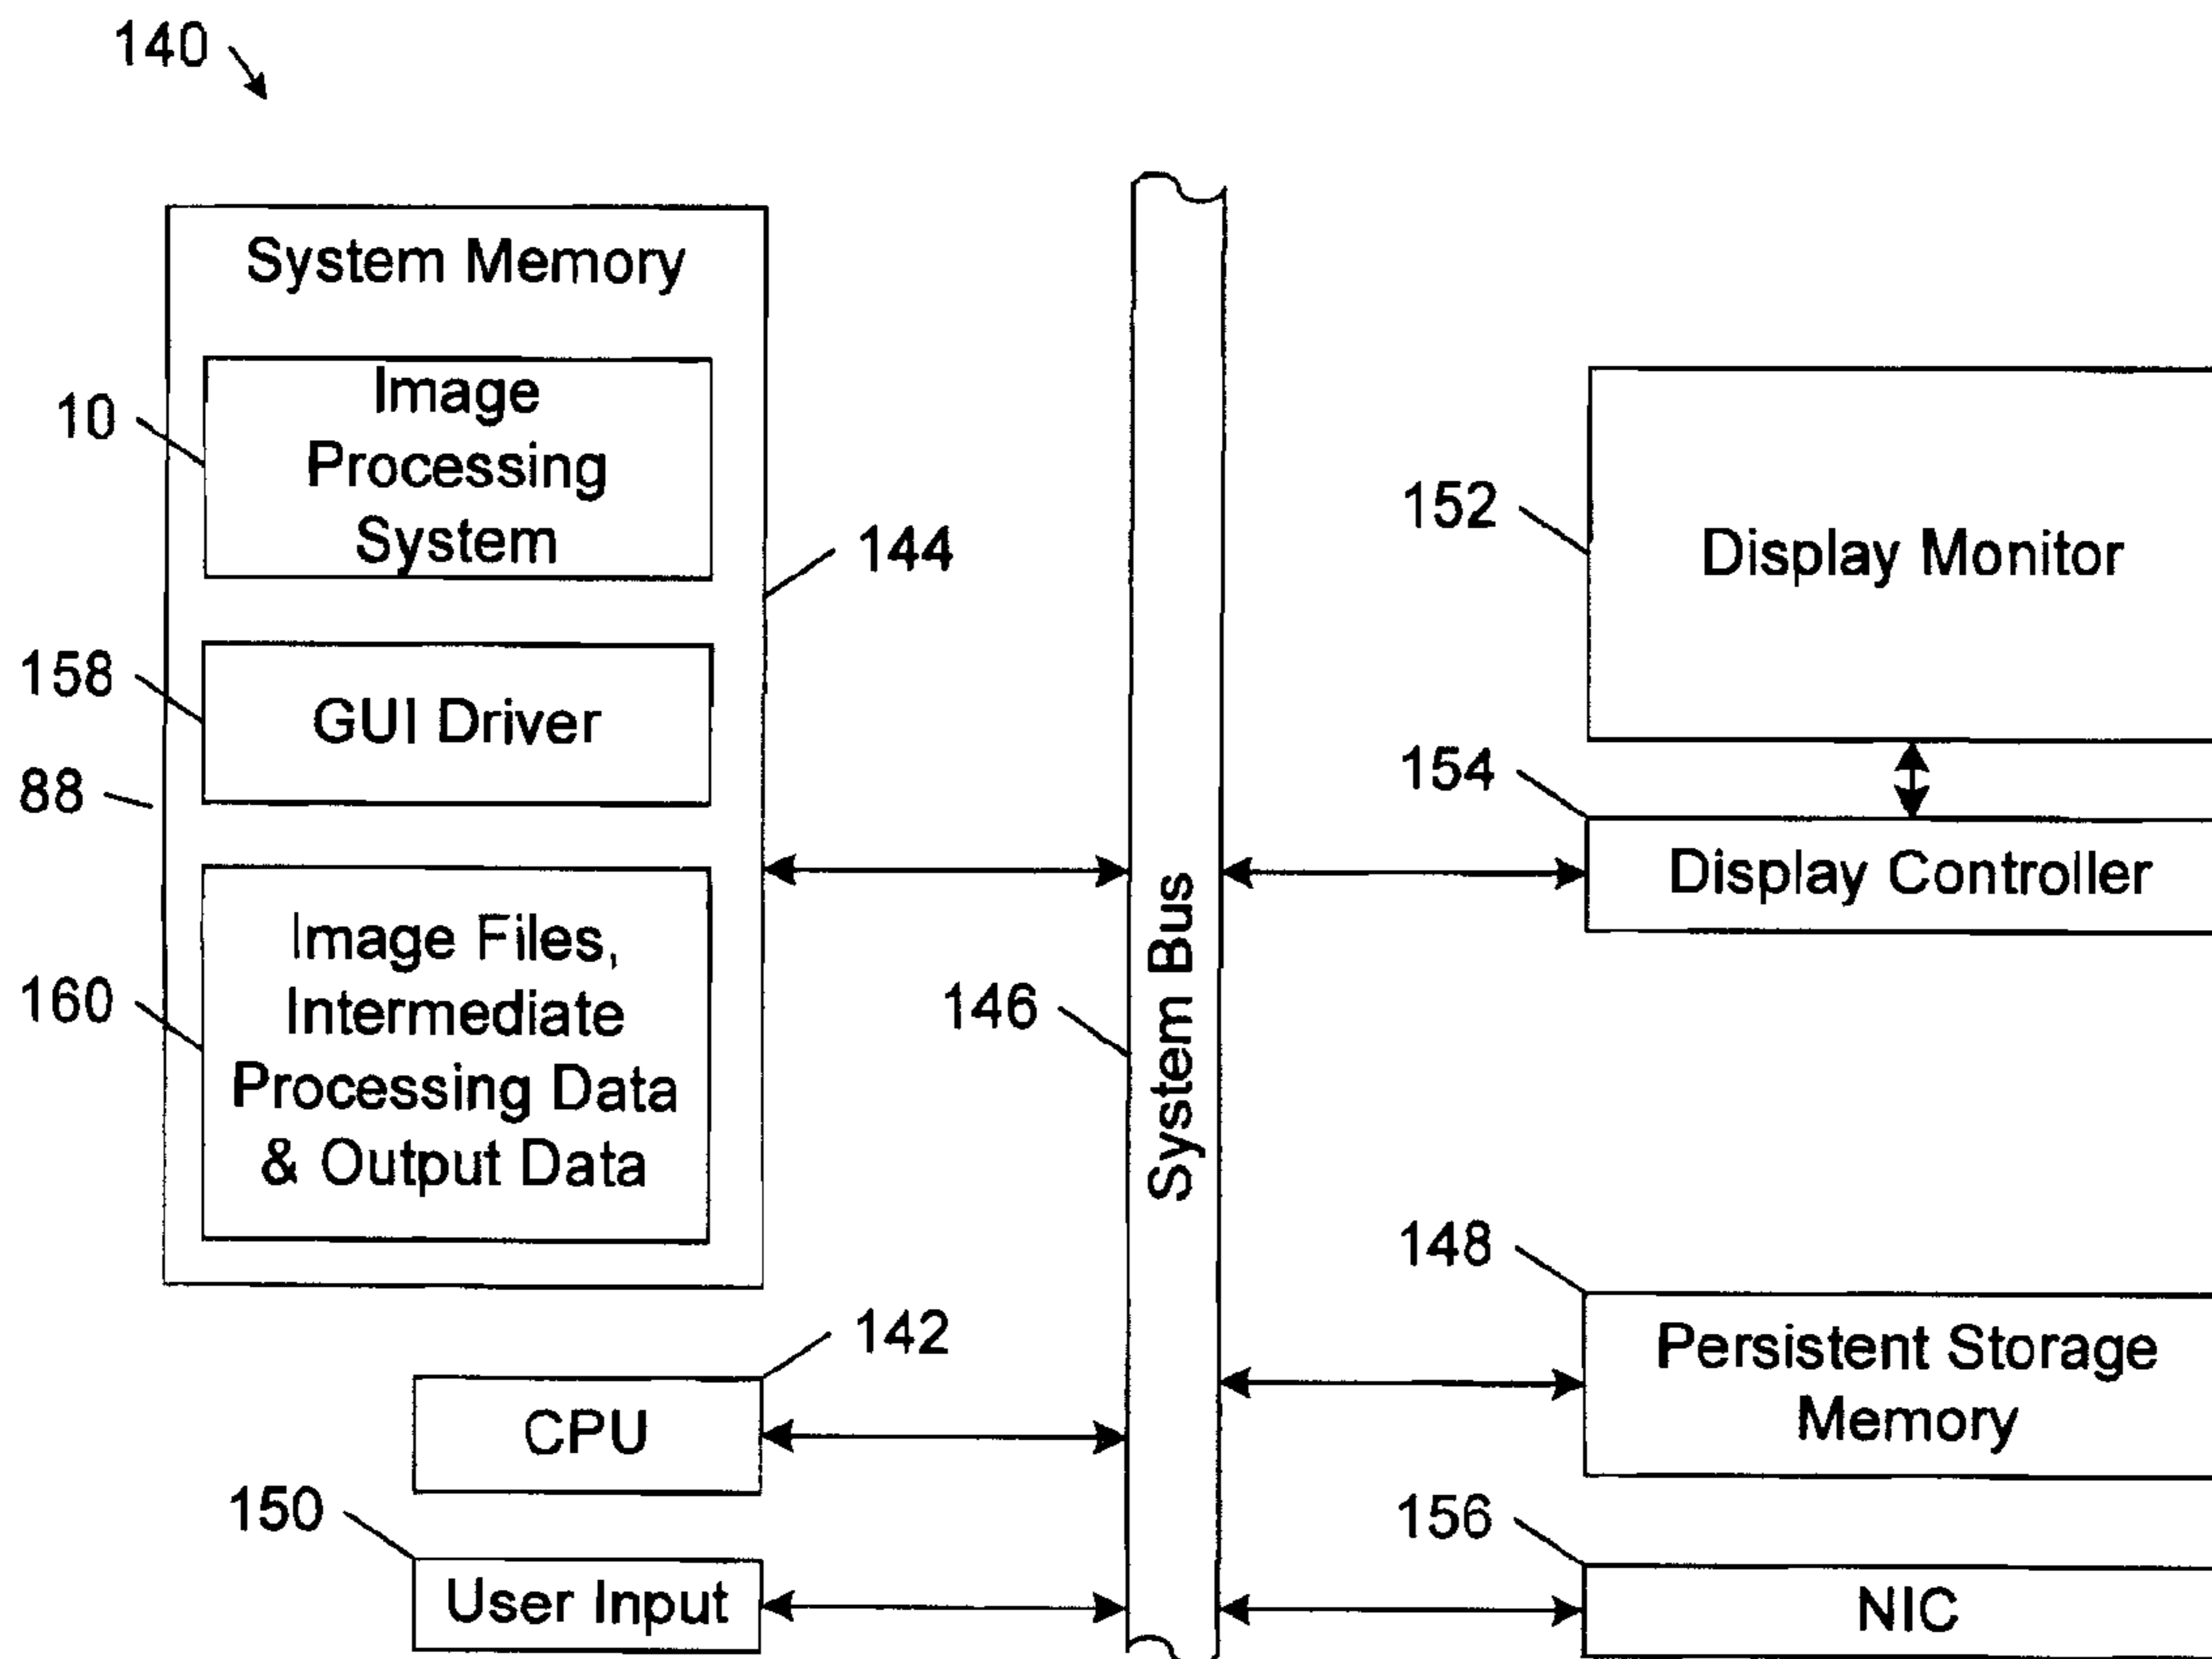 140
System Memory
Image
Processing
System
10
144
GUI Driver
158
88
Image Files,
Intermediate
Processing Data
& Output Data
160
142
CPU
150
User Input
System Bus
146
152
Display Monitor
154
Display Controller
148
Persistent Storage
Memory
156
NIC